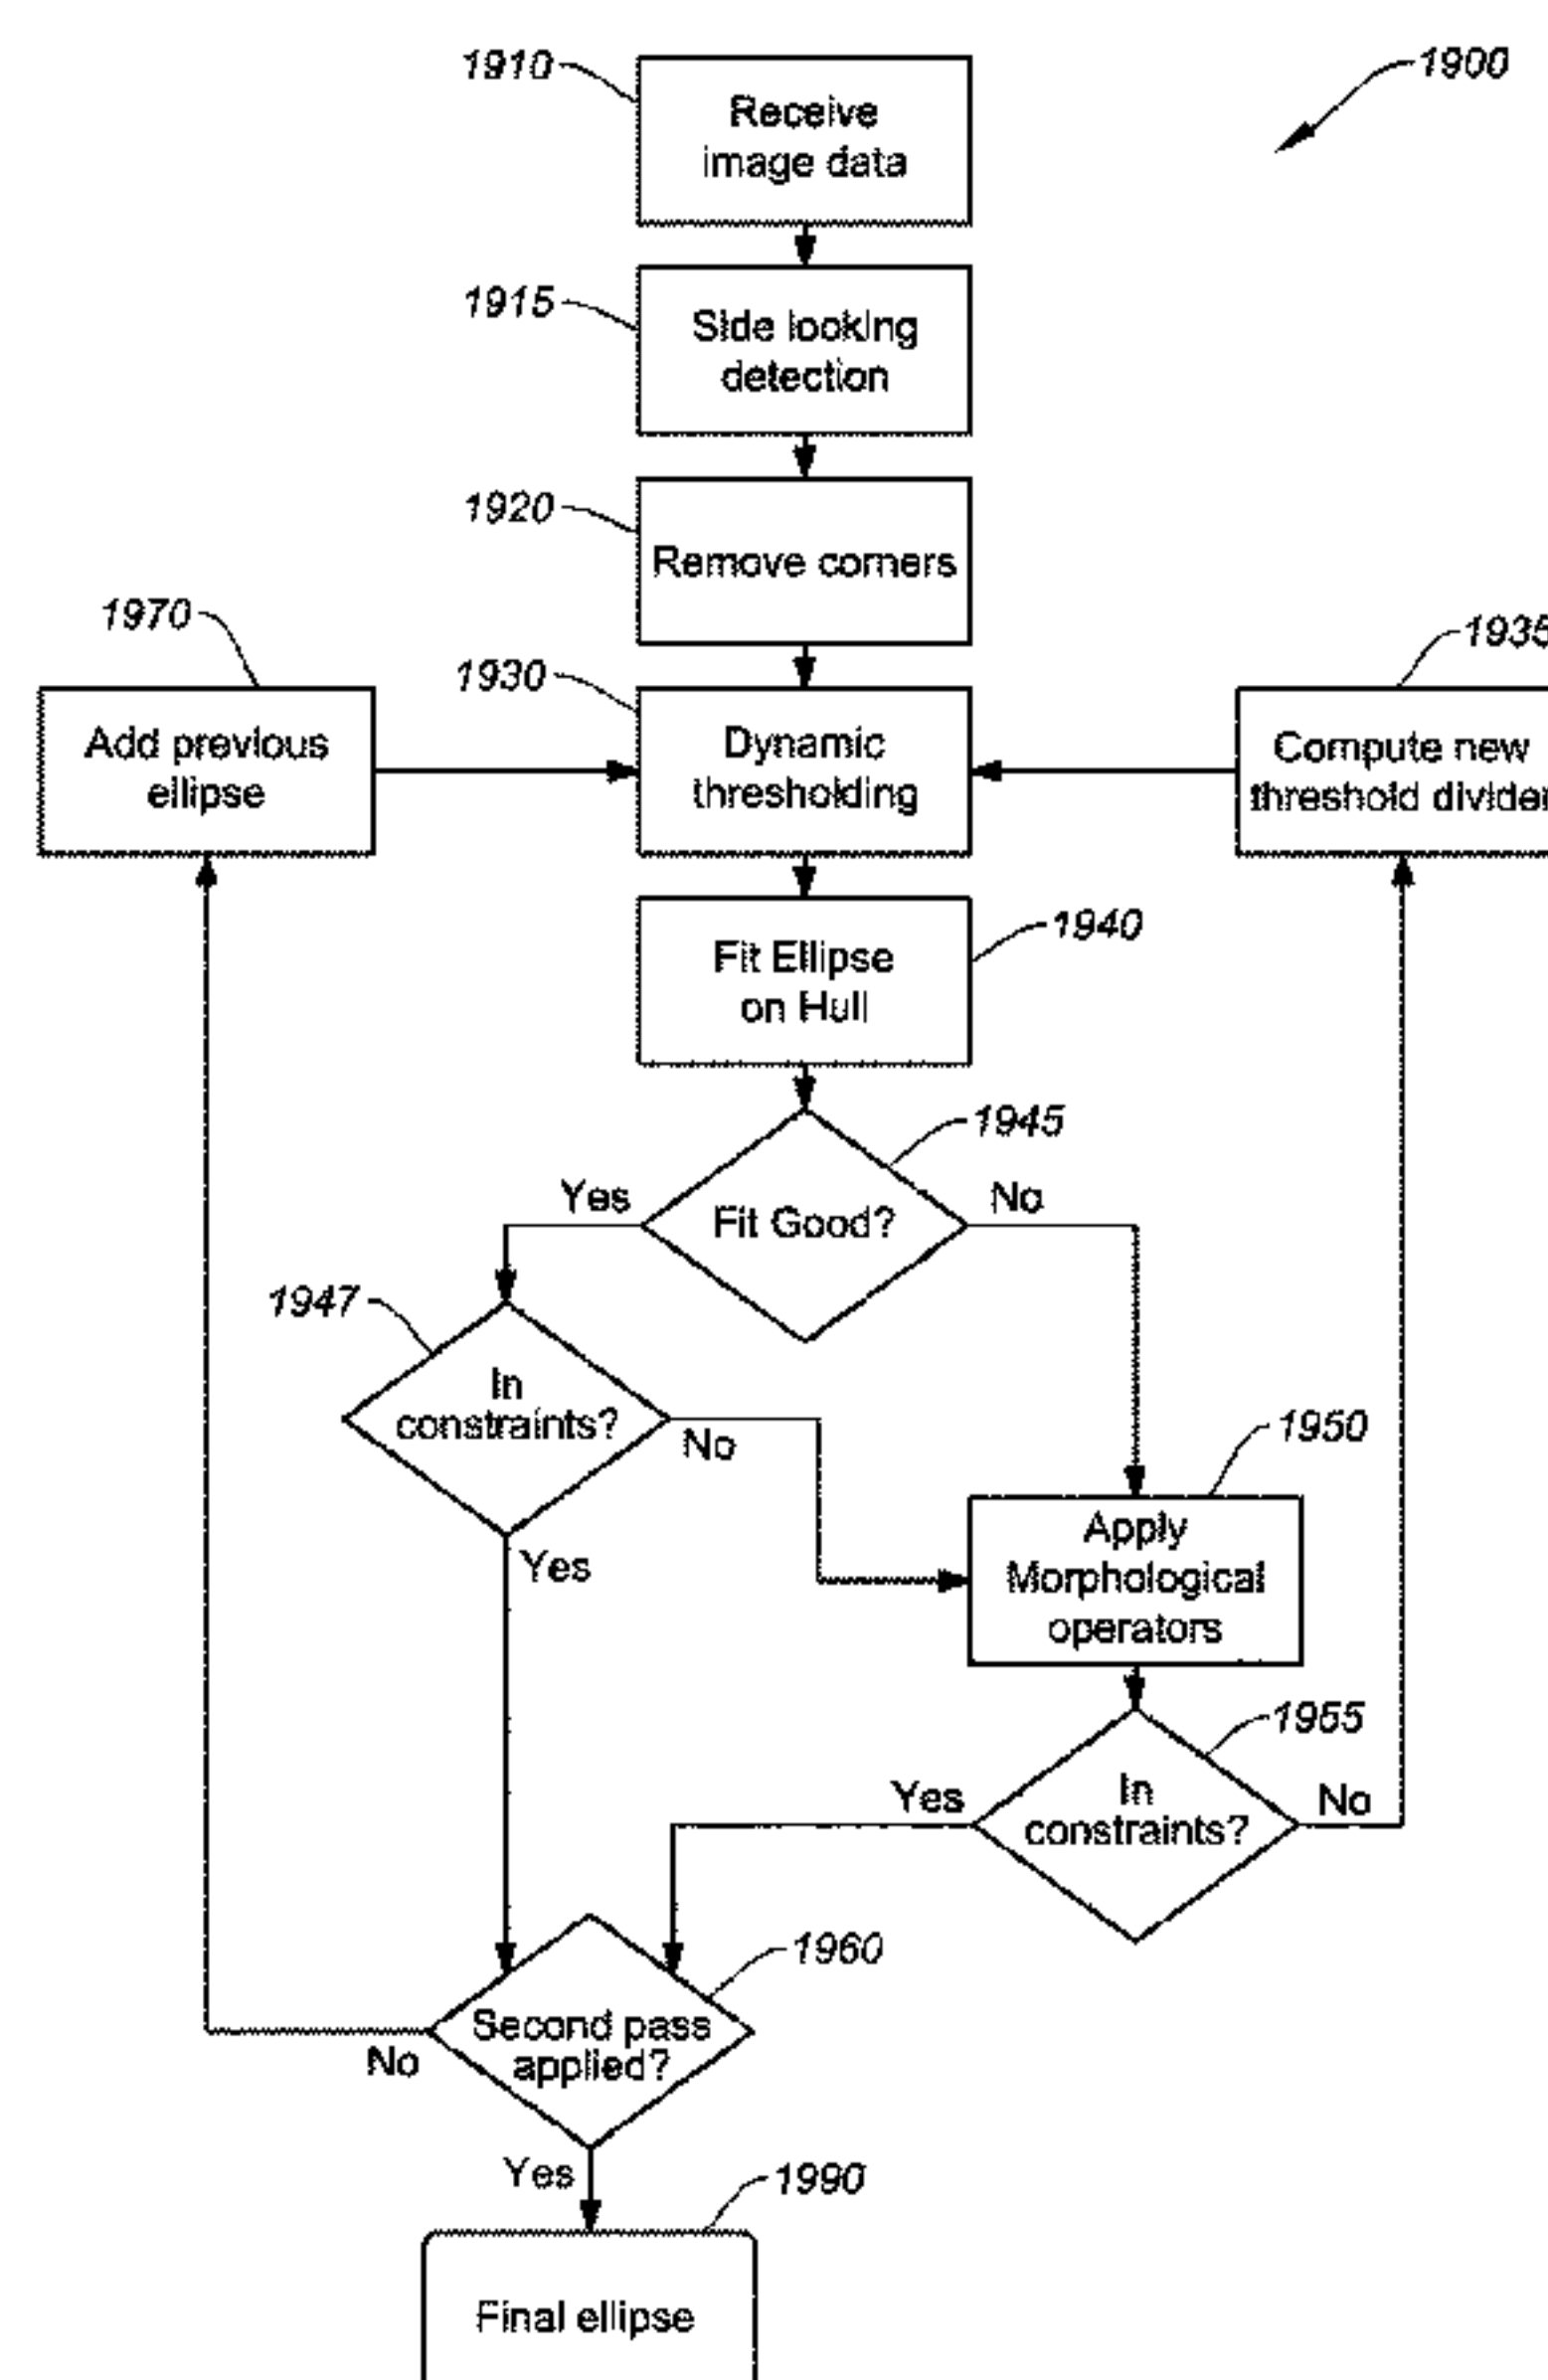 1910
1900
Receive
image data
1915
Side looking
detection
1920
Remove corners
1970
1930
1935
Add previous
ellipse
Dynamic
thresholding
Compute new
threshold divider
1940
Fit Ellipse
on Hull
1945
Yes
No
Fit Good?
1947
In
constraints?
No
Yes
1950
Apply
Morphological
operators
1955
Yes
In
constraints?
No
1960
Second pass
applied?
No
Yes
1990
Final ellipse